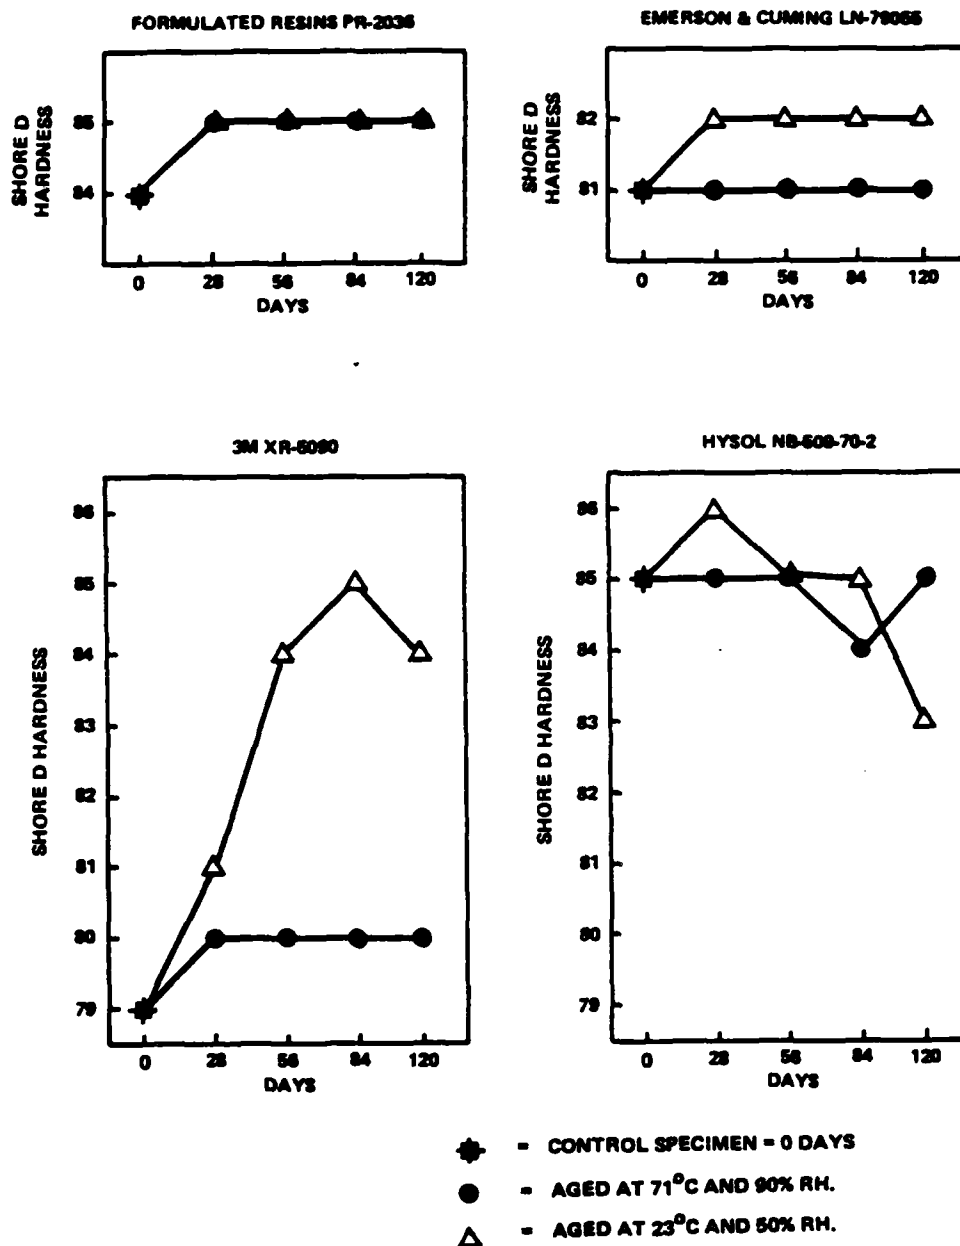 FORMULATED RESINS PR-2036
SHORE D
HARDNESS
85
84
0 28 56 84 120
DAYS
EMERSON & CUMING LN-79055
SHORE D
HARDNESS
82
81
0 28 56 84 120
DAYS
3M XR-5090
SHORE D HARDNESS
86
85
84
83
82
81
80
79
0 28 56 84 120
DAYS
HYSOL NB-509-70-2
SHORE D HARDNESS
86
85
84
83
82
81
80
79
0 28 56 84 120
DAYS
= CONTROL SPECIMEN = 0 DAYS
= AGED AT 71°C AND 90% RH.
= AGED AT 23°C AND 50% RH.